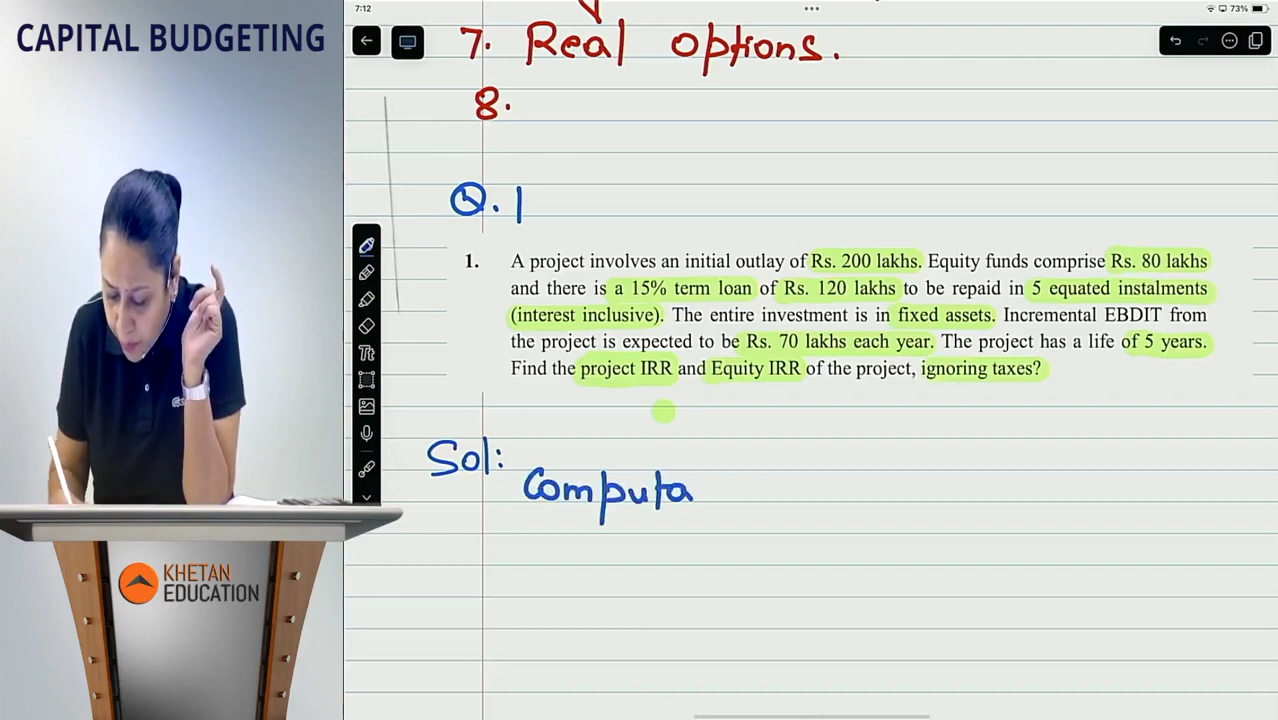 CAPITAL BUDGETING
7:12
73%
7. Real options.
8.
Q. 1
1. A project involves an initial outlay of Rs. 200 lakhs. Equity funds comprise Rs. 80 lakhs
and there is a 15% term loan of Rs. 120 lakhs to be repaid in 5 equated instalments
(interest inclusive). The entire investment is in fixed assets. Incremental EBDIT from
the project is expected to be Rs. 70 lakhs each year. The project has a life of 5 years.
Find the project IRR and Equity IRR of the project, ignoring taxes?
Tt
Sol:
Computa
KHETAN
EDUCATION